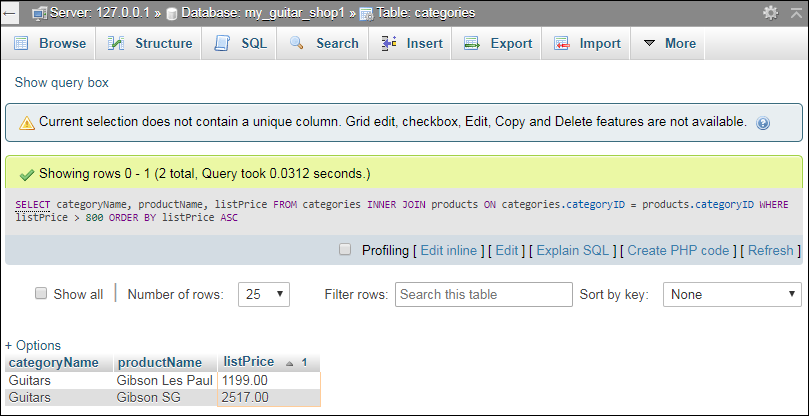 Server: 127.0.0.1 » Database: my_guitar_shop1 » Table: categories
Browse Structure SQL Search Insert Export Import More
Show query box
Current selection does not contain a unique column. Grid edit, checkbox, Edit, Copy and Delete features are not available.
Showing rows 0 - 1 (2 total, Query took 0.0312 seconds.)
SELECT categoryName, productName, listPrice FROM categories INNER JOIN products ON categories.categoryID = products.categoryID WHERE
listPrice > 800 ORDER BY listPrice ASC
Profiling [ Edit inline ] [ Edit ] [ Explain SQL ] [ Create PHP code ] [ Refresh ]
Show all | Number of rows: 25 Filter rows: Search this table Sort by key: None
+ Options
categoryName productName listPrice 1
Guitars Gibson Les Paul 1199.00
Guitars Gibson SG 2517.00